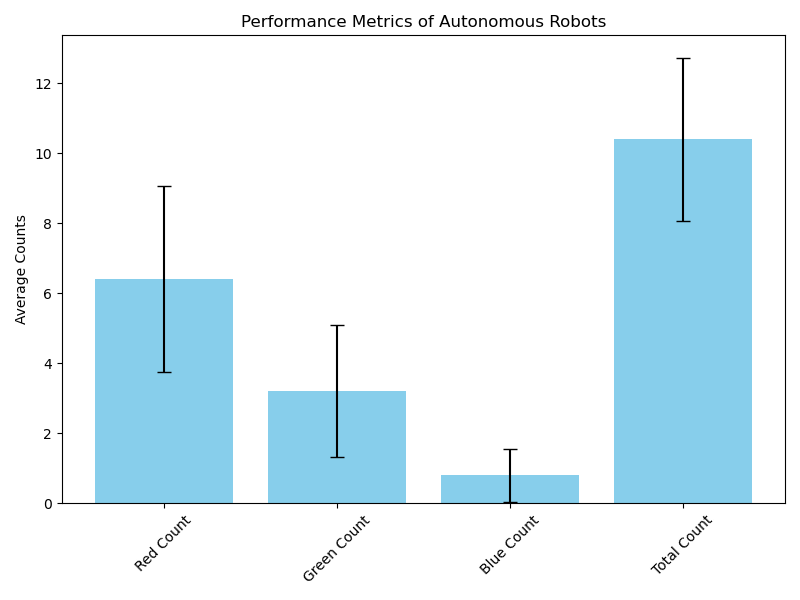 Performance Metrics of Autonomous Robots
Average Counts
12
10
8
6
4
2
0
Red Count
Green Count
Blue Count
Total Count